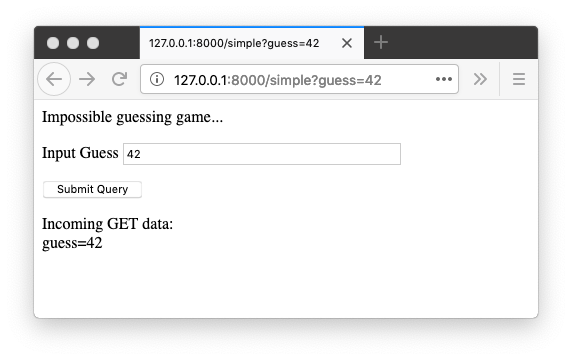 127.0.0.1:8000/simple?guess=42
127.0.0.1:8000/simple?guess=42
Impossible guessing game...
Input Guess 42
Submit Query
Incoming GET data:
guess=42